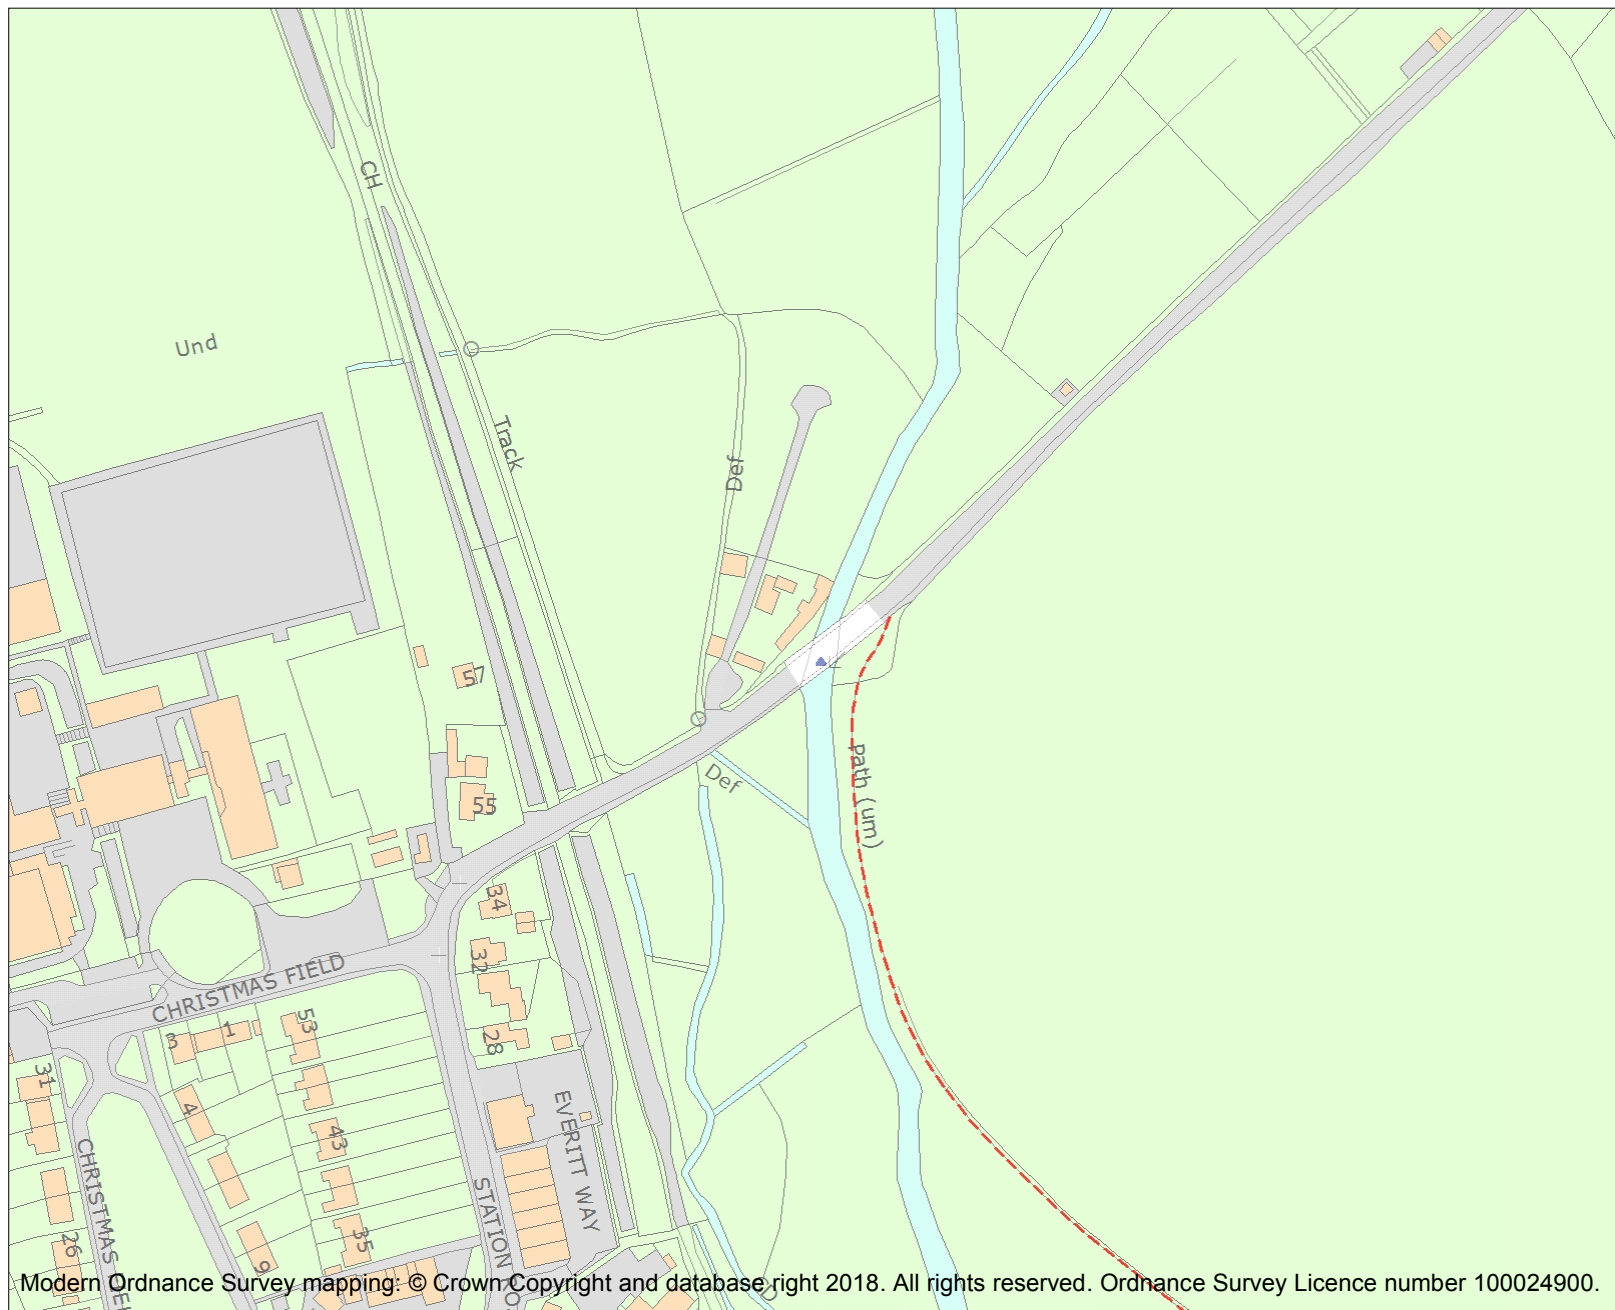 CH
Und
Track
Def
57
Def
Path (um)
55
34
32
CHRISTMAS FIELD
53
1
3
28
31
4
EVERITT WAY
43
CHRISTMAS
STATION
35
26
9
Modern Ordnance Survey mapping: © Crown Copyright and database right 2018. All rights reserved. Ordnance Survey Licence number 100024900.